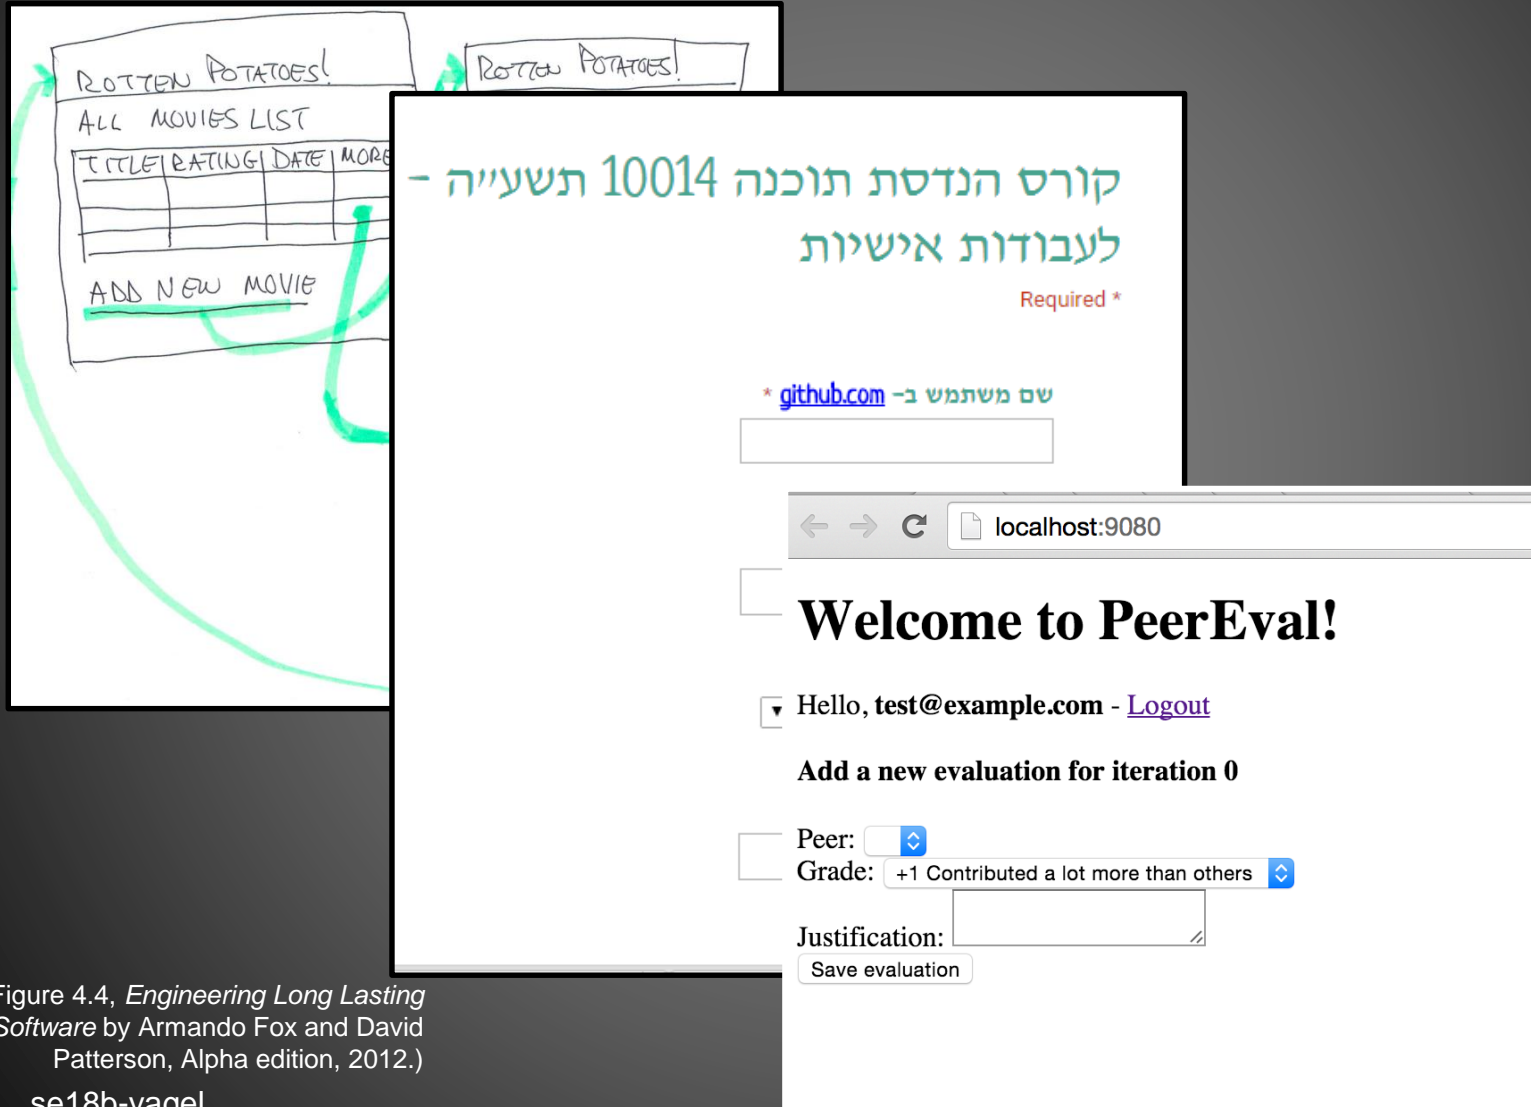 ROTTEN POTATOES!
ALL MOVIES LIST
TITLE RATING DATE MORE
ADD NEW MOVIE
ROTTEN POTATOES!
קורס הנדסת תוכנה 10014 תשע״ה –
לעבודות אישיות
Required *
שם משתמש ב- github.com *
localhost:9080
Welcome to PeerEval!
Hello, test@example.com - Logout
Add a new evaluation for iteration 0
Peer:
Grade: +1 Contributed a lot more than others
Justification:
Save evaluation
Figure 4.4, Engineering Long Lasting
Software by Armando Fox and David
Patterson, Alpha edition, 2012.)
se18b-yagel